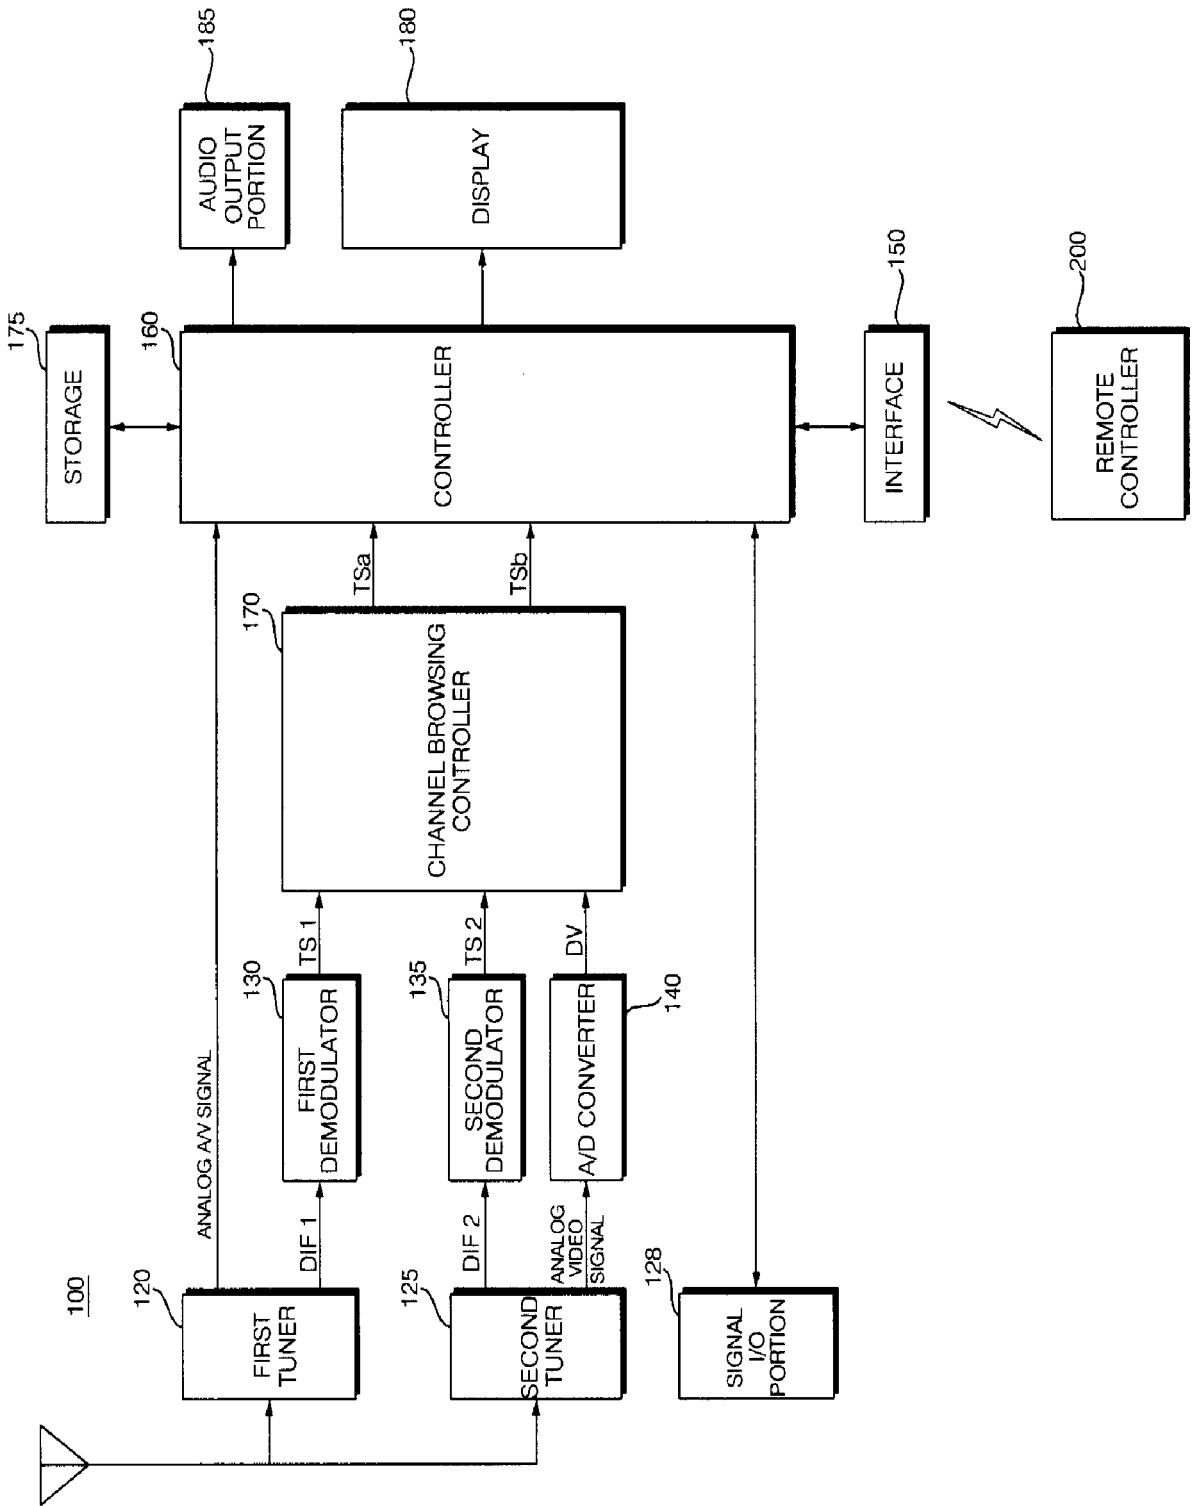 100
120
FIRST
TUNER
125
SECOND
TUNER
128
SIGNAL
I/O
PORTION
ANALOG A/V SIGNAL
DIF 1
DIF 2
ANALOG
VIDEO
SIGNAL
130
FIRST
DEMODULATOR
135
SECOND
DEMODULATOR
A/D CONVERTER
140
TS 1
TS 2
DV
170
CHANNEL BROWSING
CONTROLLER
TSa
TSb
175
STORAGE
160
CONTROLLER
INTERFACE
150
REMOTE
CONTROLLER
200
AUDIO
OUTPUT
PORTION
185
DISPLAY
180